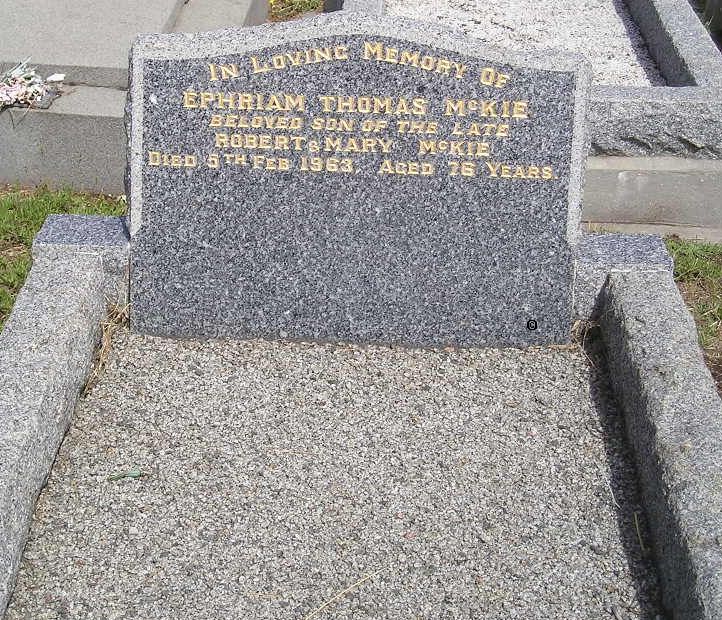 In Loving Memory Of
EPHRIAM THOMAS McKIE
BELOVED SON OF THE LATE
ROBERT & MARY McKIE
Died 5th Feb 1963. Aged 76 Years.